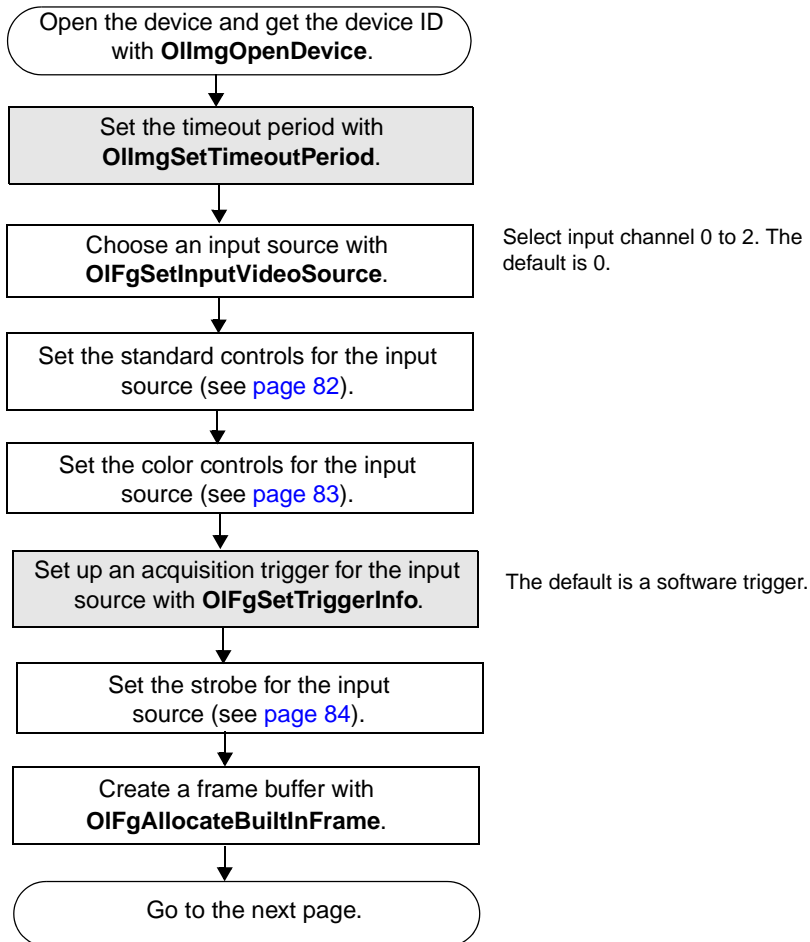 Open the device and get the device ID
with OlImgOpenDevice.
Set the timeout period with
OlImgSetTimeoutPeriod.
Choose an input source with
OlFgSetInputVideoSource.
Select input channel 0 to 2. The
default is 0.
Set the standard controls for the input
source (see page 82).
Set the color controls for the input
source (see page 83).
Set up an acquisition trigger for the input
source with OlFgSetTriggerInfo.
The default is a software trigger.
Set the strobe for the input
source (see page 84).
Create a frame buffer with
OlFgAllocateBuiltInFrame.
Go to the next page.